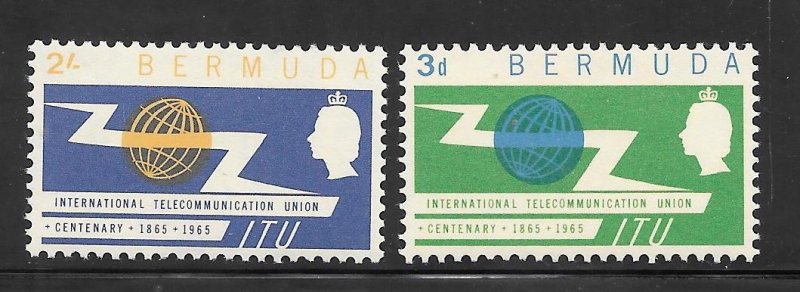 2/- BERMUDA
INTERNATIONAL TELECOMMUNICATION UNION
+ CENTENARY + 1865 + 1965 ITU
3d BERMUDA
INTERNATIONAL TELECOMMUNICATION UNION
+ CENTENARY + 1865 + 1965 ITU